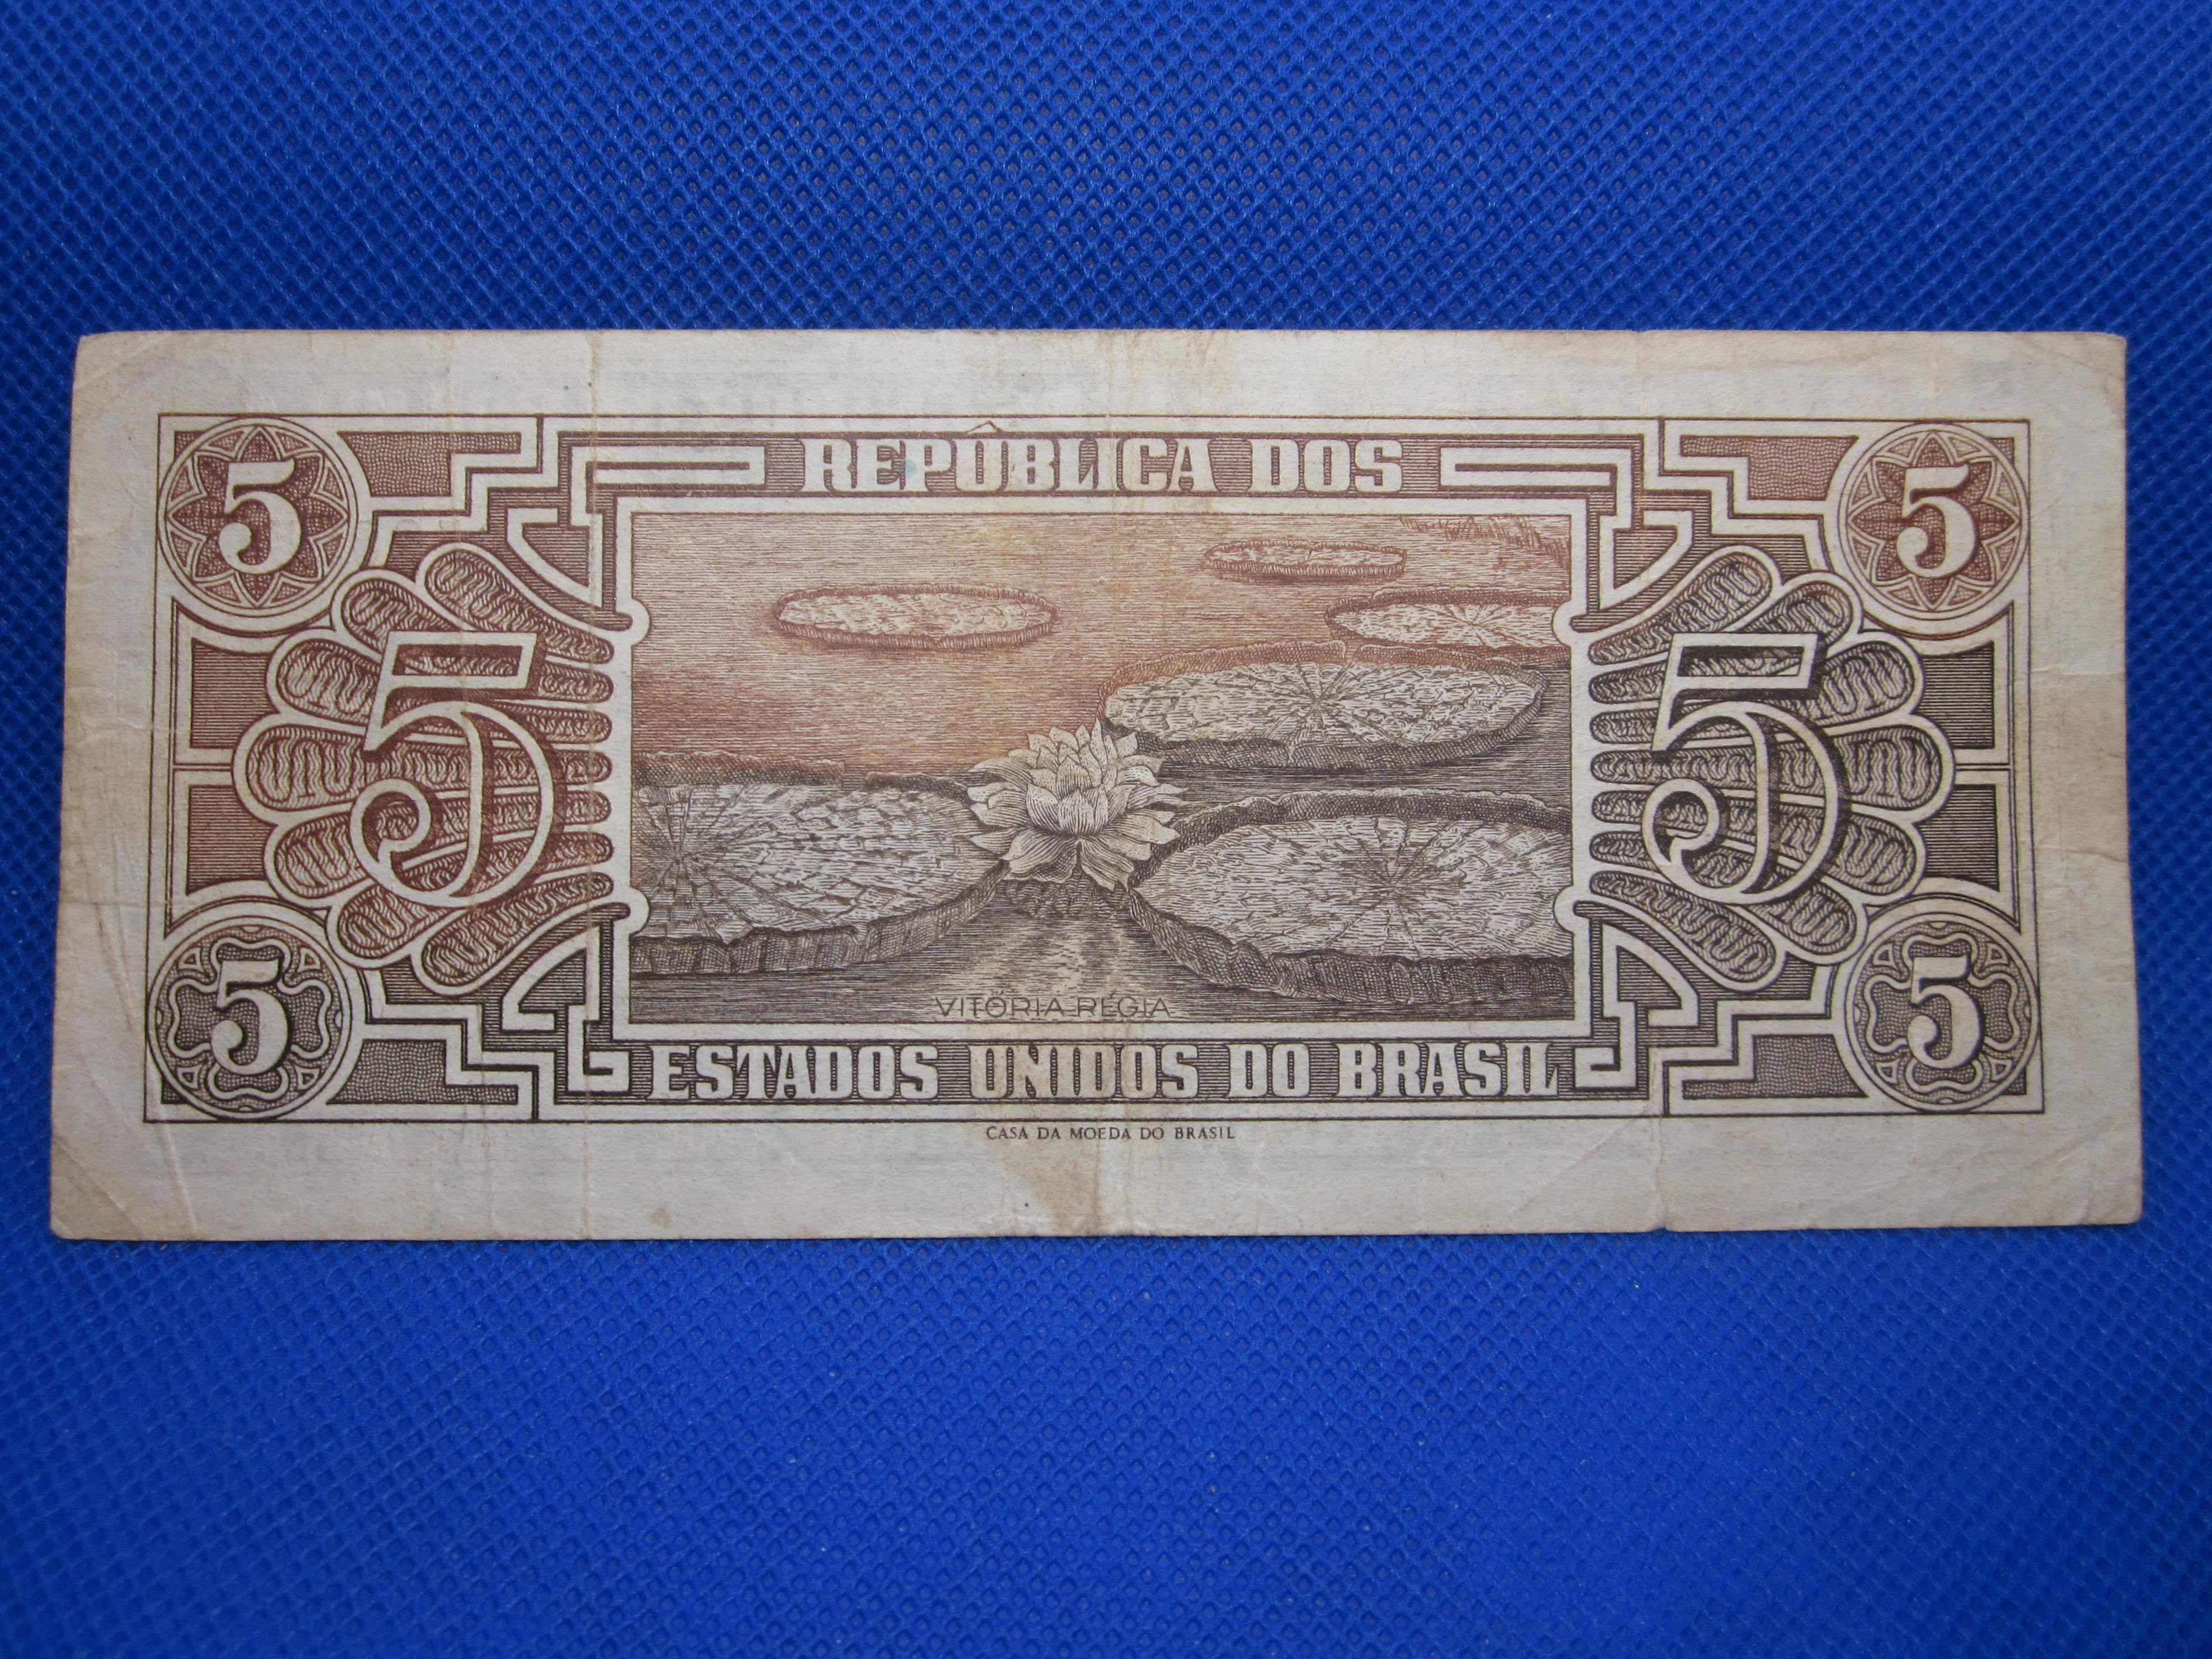 5 REPÚBLICA DOS 5
5 5
VITÓRIA-RÉGIA
5 ESTADOS UNIDOS DO BRASIL 5
CASA DA MOEDA DO BRASIL